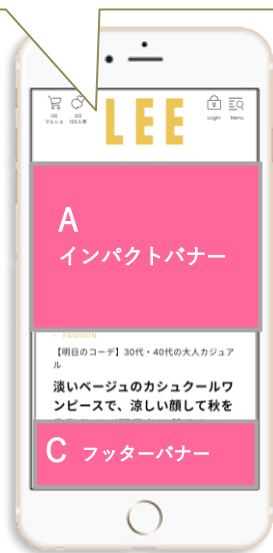 LEE
マルシェ
LEE
100人隊
LEE
Login
Menu
A
インパクトバナー
FASHION
【明日のコーデ】30代・40代の大人カジュア
ル
淡いベージュのカシュクールワ
ンピースで、涼しい顔して秋を
C フッターバナー